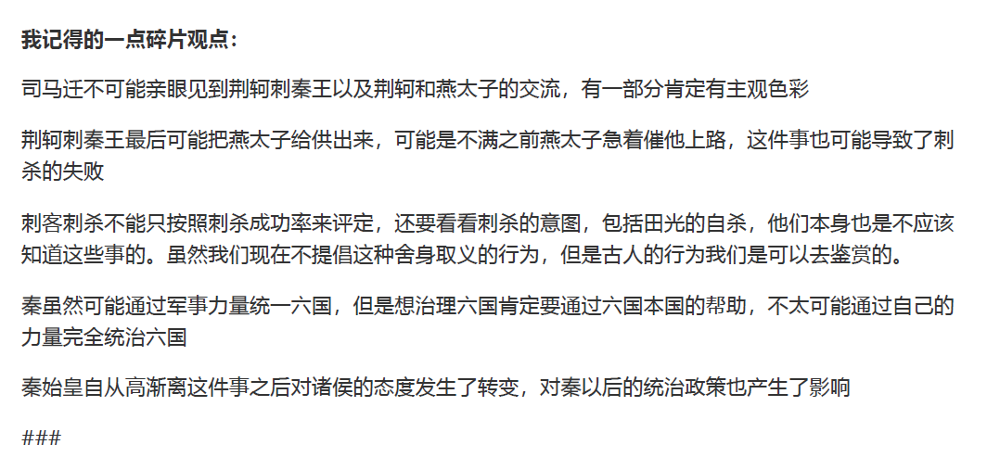 我记得的一点碎片观点：
司马迁不可能亲眼见到荆轲刺秦王以及荆轲和燕太子的交流，有一部分肯定有主观色彩
荆轲刺秦王最后可能把燕太子给供出来，可能是不满之前燕太子急着催他上路，这件事也可能导致了刺
杀的失败
刺客刺杀不能只按照刺杀成功率来评定，还要看看刺杀的意图，包括田光的自杀，他们本身也是不应该
知道这些事的。虽然我们现在不提倡这种舍身取义的行为，但是古人的行为我们是可以去鉴赏的。
秦虽然可能通过军事力量统一六国，但是想治理六国肯定要通过六国本国的帮助，不太可能通过自己的
力量完全统治六国
秦始皇自从高渐离这件事之后对诸侯的态度发生了转变，对秦以后的统治政策也产生了影响
###